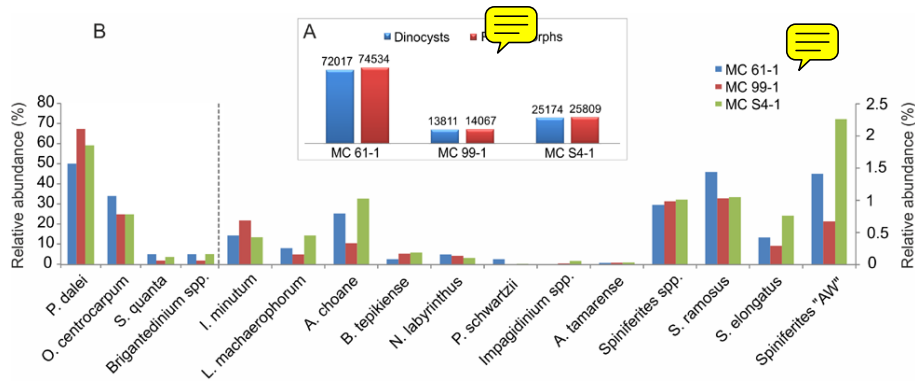 B
A
Dinocysts
72017 74534
13811 14067
25174 25809
MC 61-1 MC 99-1 MC S4-1
MC 61-1
MC 99-1
MC S4-1
Relative abundance (%)
80
70
60
50
40
30
20
10
0
Relative abundance (%)
2.5
2
1.5
1
0.5
0
P. dalei
O. centrocarpum
S. quanta
Brigantedinium spp.
I. minutum
L. machaerophorum
A. choane
B. tepikiense
N. labyrinthus
P. schwartzii
Impagidinium spp.
A. tamarense
Spiniferites spp.
S. ramosus
S. elongatus
Spiniferites "AW"